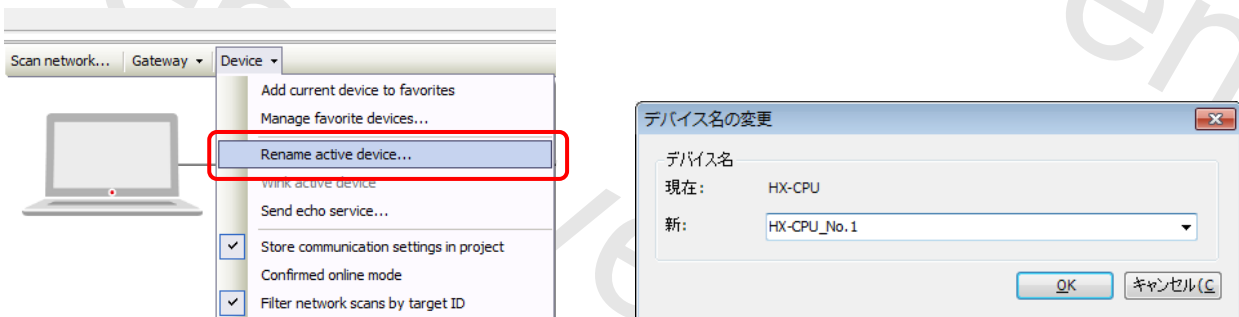 Scan network... Gateway Device
Add current device to favorites
Manage favorite devices...
Rename active device...
Wink active device
Send echo service...
Store communication settings in project
Confirmed online mode
Filter network scans by target ID
デバイス名の変更
デバイス名
現在: HX-CPU
新: HX-CPU_No.1
OK キャンセル(C